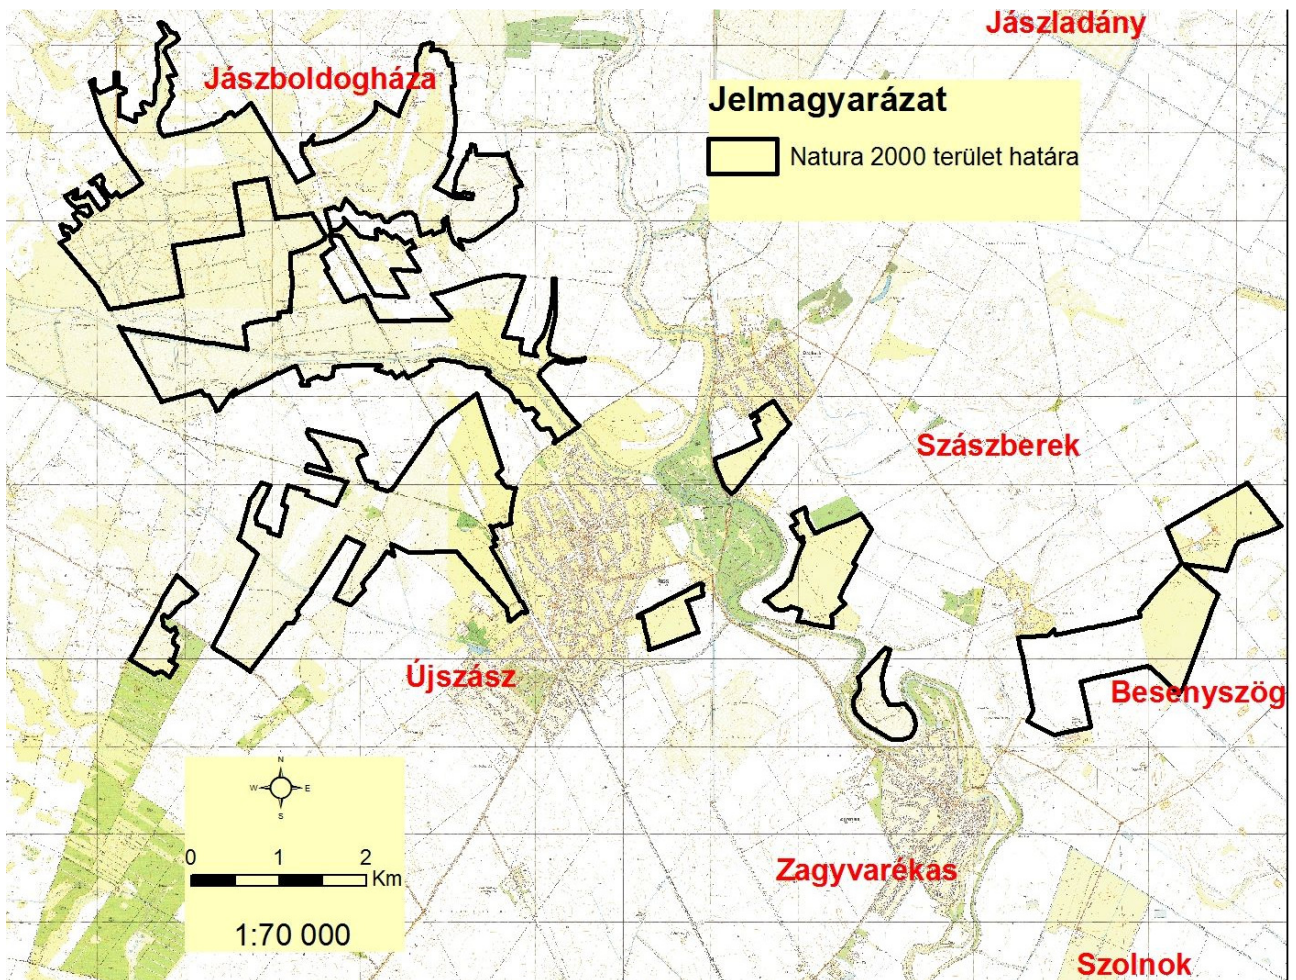 Jászladány
Jászboldogháza
Jelmagyarázat
Natura 2000 terület határa
Szászberek
Újszász
Besenyszög
N
W E
S
0 1 2
Km
1:70 000
Zagyvarékas
Szolnok